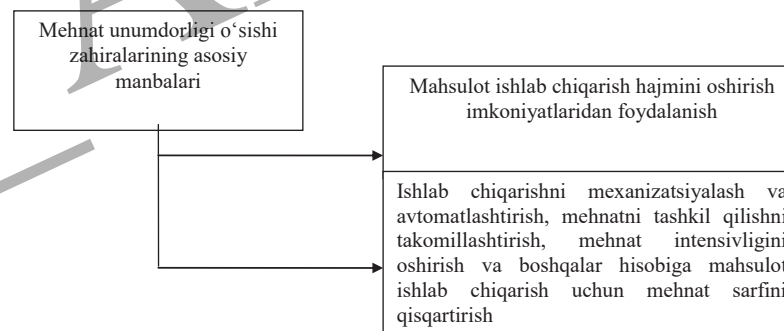 Mehnat unumdorligi o‘sishi
zahiralarining asosiy
manbalari
Mahsulot ishlab chiqarish hajmini oshirish
imkoniyatlaridan foydalanish
Ishlab chiqarishni mexanizatsiyalash va
avtomatlashtirish, mehnatni tashkil qilishni
takomillashtirish, mehnat intensivligini
oshirish va boshqalar hisobiga mahsulot
ishlab chiqarish uchun mehnat sarfini
qisqartirish